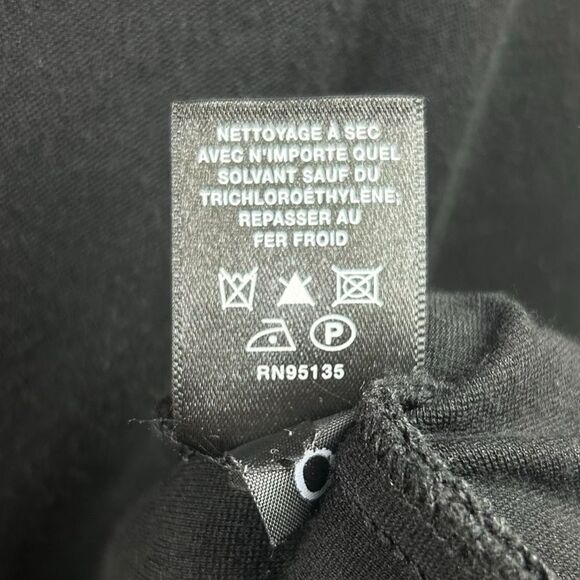 NETTOYAGE À SEC
AVEC N'IMPORTE QUEL
SOLVANT SAUF DU
TRICHLOROÉTHYLÈNE;
REPASSER AU
FER FROID
P
RN95135